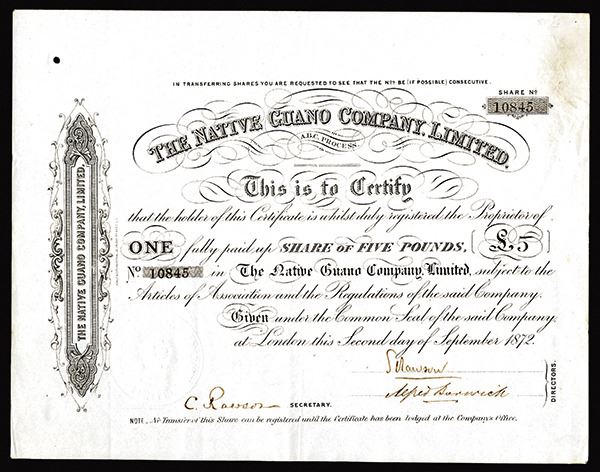 IN TRANSFERRING SHARES YOU ARE REQUESTED TO SEE THAT THE Nos. BE (IF POSSIBLE) CONSECUTIVE.
SHARE No
10845
THE NATIVE GUANO COMPANY, LIMITED.
A.B.C. PROCESS
This is to Certify
that the holder of this Certificate is whilst duly registered the Proprietor of
ONE fully paid up SHARE OF FIVE POUNDS, £5
No 10845 in The Native Guano Company, Limited, subject to the
Articles of Association and the Regulations of the said Company.
Given under the Common Seal of the said Company
at London this Second day of September 1872.
Rawson
Alfred Barwick
DIRECTORS.
C. Rawson SECRETARY.
NOTE. No Transfer of this Share can be registered until the Certificate has been lodged at the Company's Office.
THE NATIVE GUANO COMPANY, LIMITED